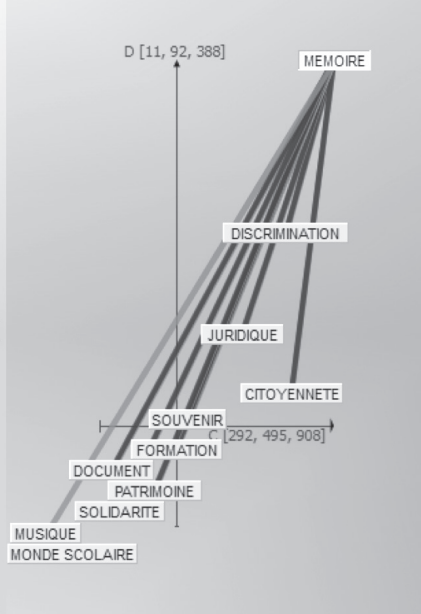 D [11, 92, 388]
MEMOIRE
DISCRIMINATION
JURIDIQUE
CITOYENNETE
SOUVENIR
C [292, 495, 908]
FORMATION
DOCUMENT
PATRIMOINE
SOLIDARITE
MUSIQUE
MONDE SCOLAIRE